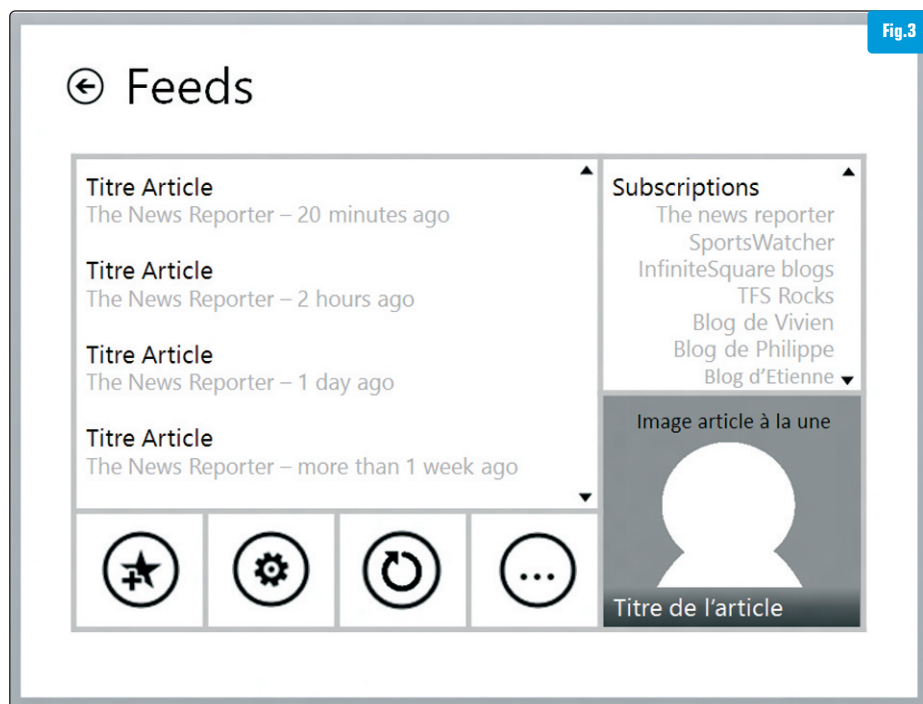 Fig.3
Feeds
Titre Article
The News Reporter – 20 minutes ago
Titre Article
The News Reporter – 2 hours ago
Titre Article
The News Reporter – 1 day ago
Titre Article
The News Reporter – more than 1 week ago
Subscriptions
The news reporter
SportsWatcher
InfiniteSquare blogs
TFS Rocks
Blog de Vivien
Blog de Philippe
Blog d’Etienne
Image article à la une
Titre de l’article